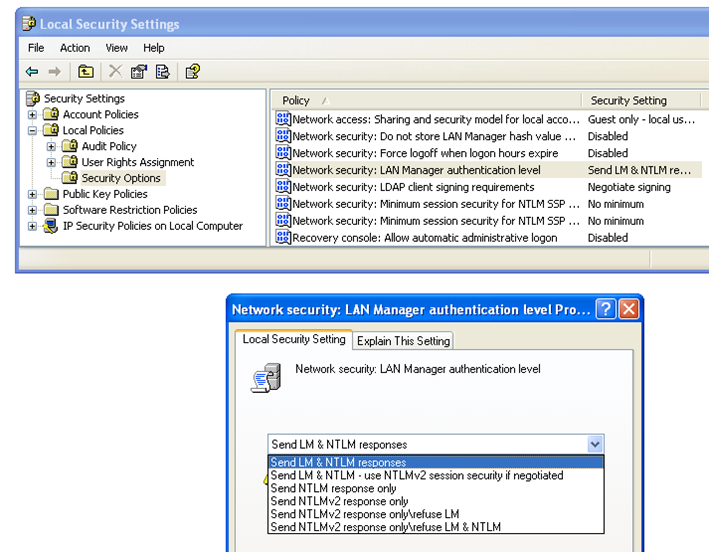 Local Security Settings
File Action View Help
Security Settings
Account Policies
Local Policies
Audit Policy
User Rights Assignment
Security Options
Public Key Policies
Software Restriction Policies
IP Security Policies on Local Computer
Policy Security Setting
Network access: Sharing and security model for local acco... Guest only - local us...
Network security: Do not store LAN Manager hash value ... Disabled
Network security: Force logoff when logon hours expire Disabled
Network security: LAN Manager authentication level Send LM & NTLM re...
Network security: LDAP client signing requirements Negotiate signing
Network security: Minimum session security for NTLM SSP ... No minimum
Network security: Minimum session security for NTLM SSP ... No minimum
Recovery console: Allow automatic administrative logon Disabled
Network security: LAN Manager authentication level Pro...
Local Security Setting Explain This Setting
Network security: LAN Manager authentication level
Send LM & NTLM responses
Send LM & NTLM responses
Send LM & NTLM - use NTLMv2 session security if negotiated
Send NTLM response only
Send NTLMv2 response only
Send NTLMv2 response only\refuse LM
Send NTLMv2 response only\refuse LM & NTLM